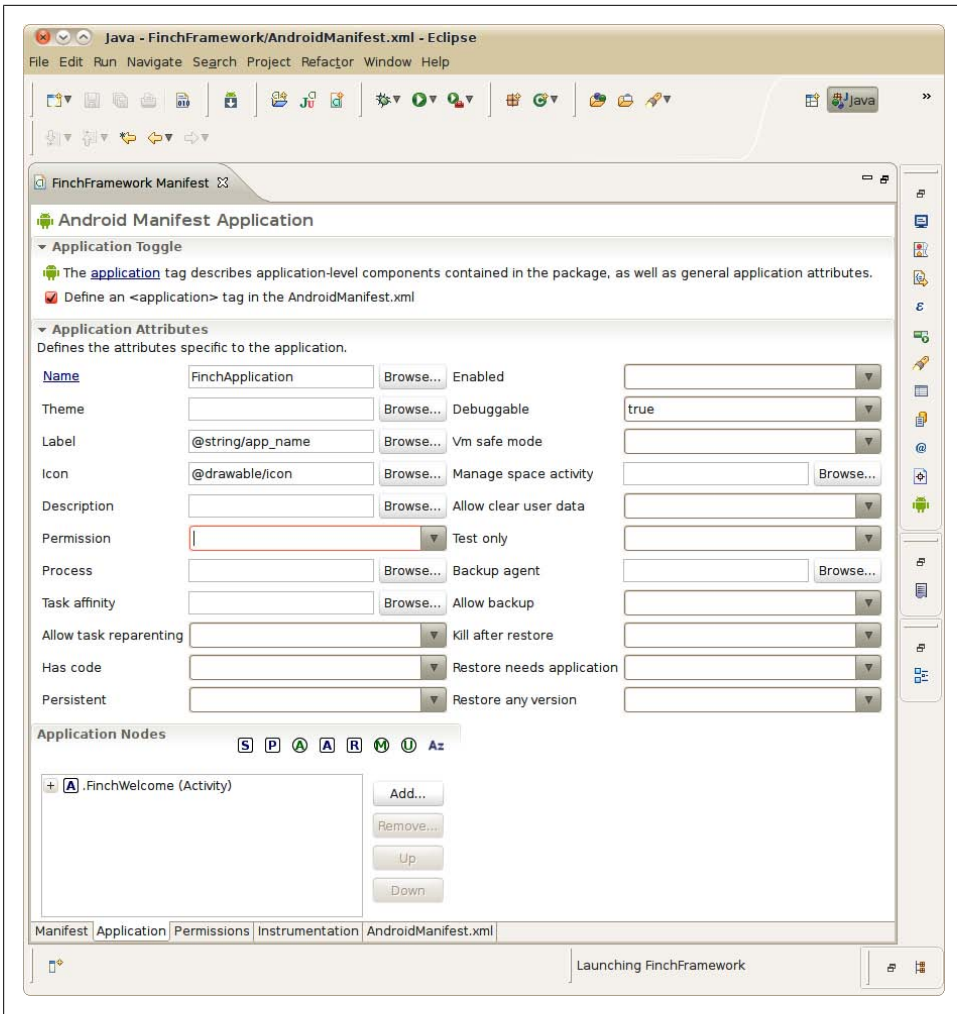 Java - FinchFramework/AndroidManifest.xml - Eclipse
File Edit Run Navigate Search Project Refactor Window Help
Java »
FinchFramework Manifest
Android Manifest Application
Application Toggle
The application tag describes application-level components contained in the package, as well as general application attributes.
Define an <application> tag in the AndroidManifest.xml
Application Attributes
Defines the attributes specific to the application.
Name FinchApplication Browse... Enabled
Theme Browse... Debuggable true
Label @string/app_name Browse... Vm safe mode
Icon @drawable/icon Browse... Manage space activity Browse...
Description Browse... Allow clear user data
Permission Test only
Process Browse... Backup agent Browse...
Task affinity Browse... Allow backup
Allow task reparenting Kill after restore
Has code Restore needs application
Persistent Restore any version
Application Nodes S P A A R M U Az
A .FinchWelcome (Activity)
Add...
Remove...
Up
Down
Manifest Application Permissions Instrumentation AndroidManifest.xml
Launching FinchFramework